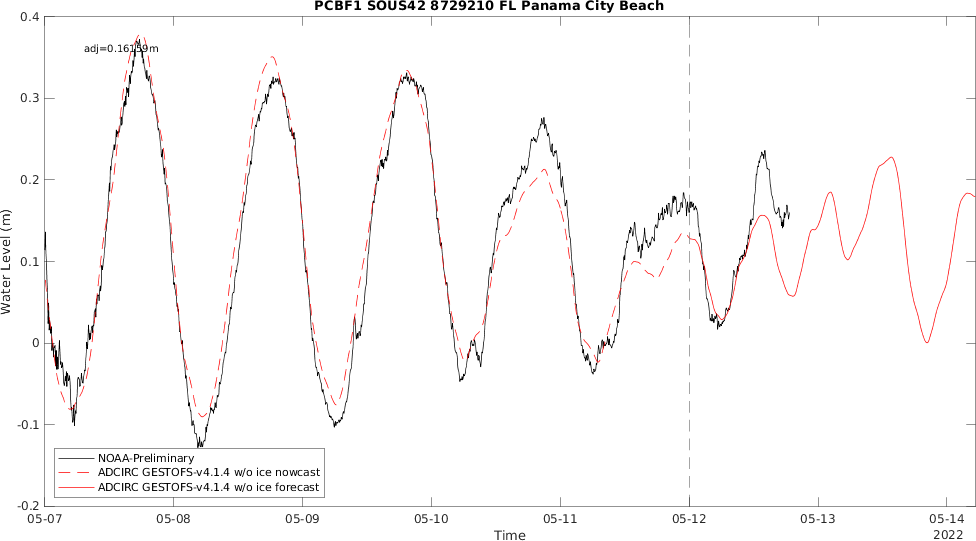 PCBF1 SOUS42 8729210 FL Panama City Beach
adj=0.16159m
Water Level (m)
0.4
0.3
0.2
0.1
0
-0.1
-0.2
NOAA-Preliminary
ADCIRC GESTOFS-v4.1.4 w/o ice nowcast
ADCIRC GESTOFS-v4.1.4 w/o ice forecast
05-07 05-08 05-09 05-10 05-11 05-12 05-13 05-14
Time
2022